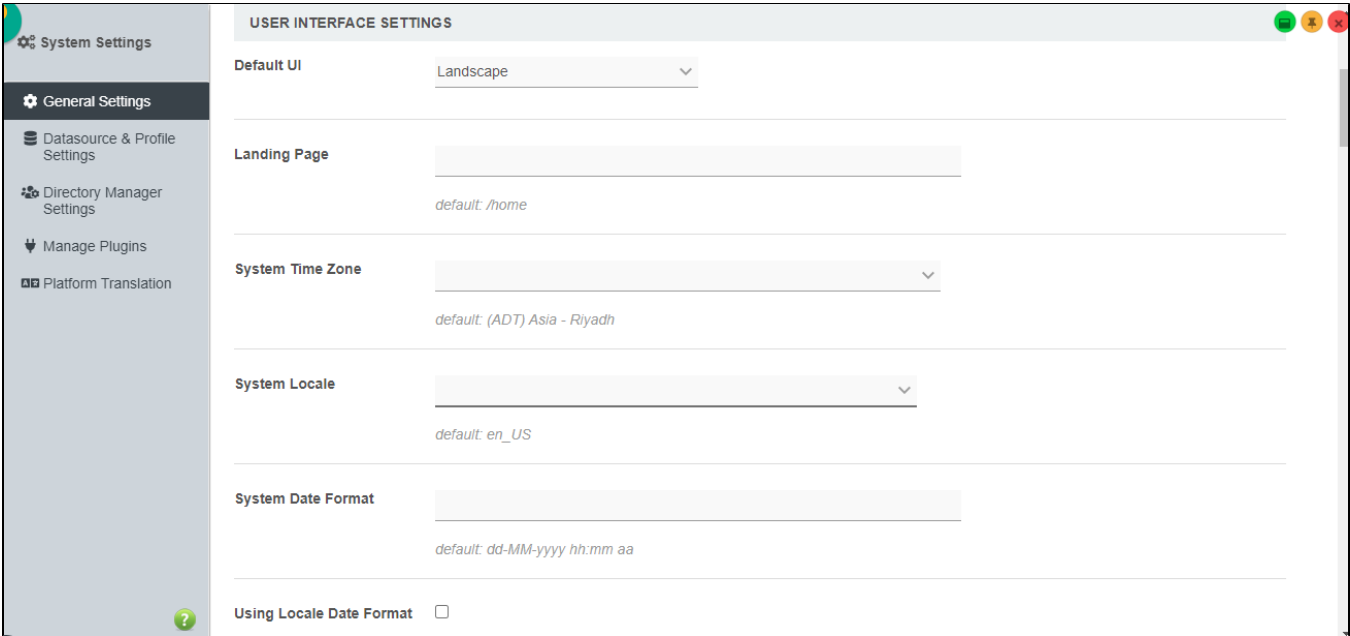 System Settings
General Settings
Datasource & Profile
Settings
Directory Manager
Settings
Manage Plugins
Platform Translation
?
USER INTERFACE SETTINGS
Default UI
Landscape
Landing Page
default: /home
System Time Zone
default: (ADT) Asia - Riyadh
System Locale
default: en_US
System Date Format
default: dd-MM-yyyy hh:mm aa
Using Locale Date Format